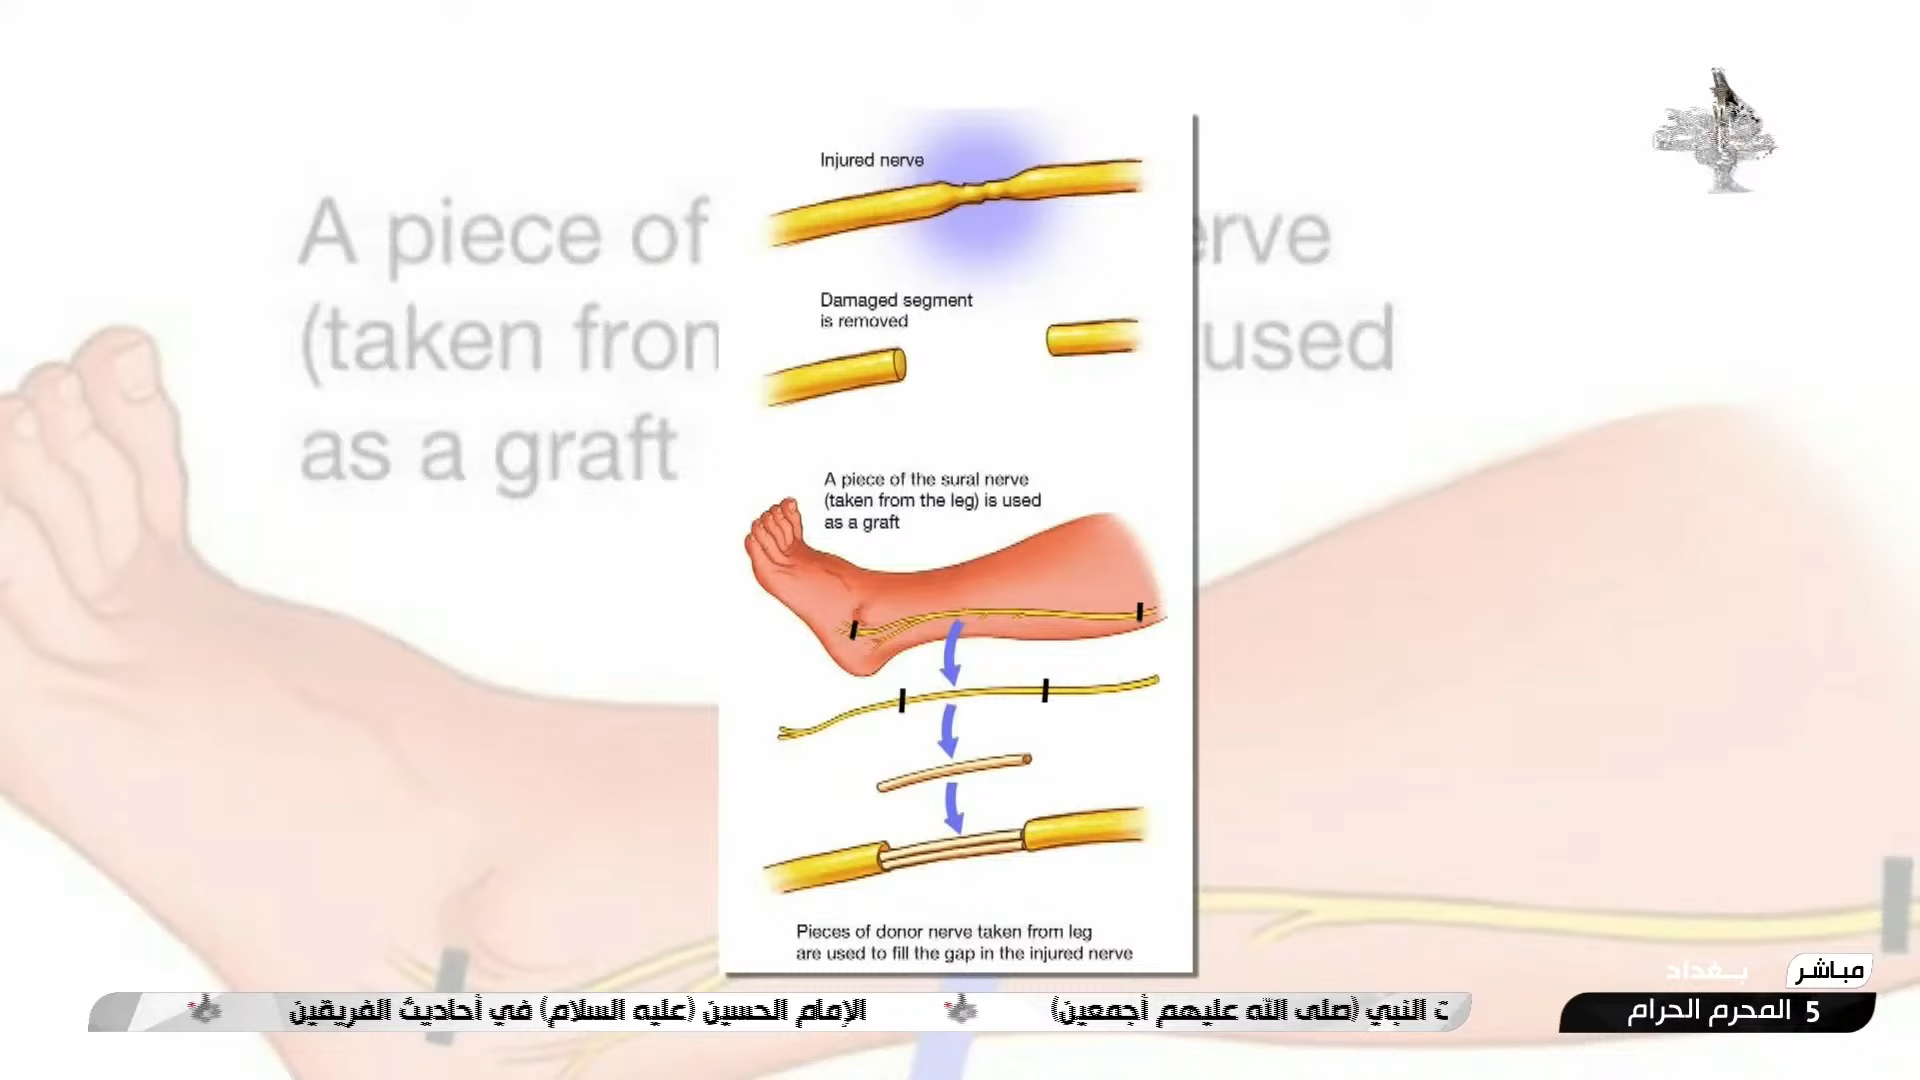 Injured nerve
Damaged segment
is removed
A piece of the sural nerve
(taken from the leg) is used
as a graft
Pieces of donor nerve taken from leg
are used to fill the gap in the injured nerve
A piece of erve
(taken used
as a graft
مباشر
بغداد
5 المحرم الحرام
النبي (صلى الله عليهم أجمعين) الإمام الحسين (عليه السلام) في أحاديث الفريقين